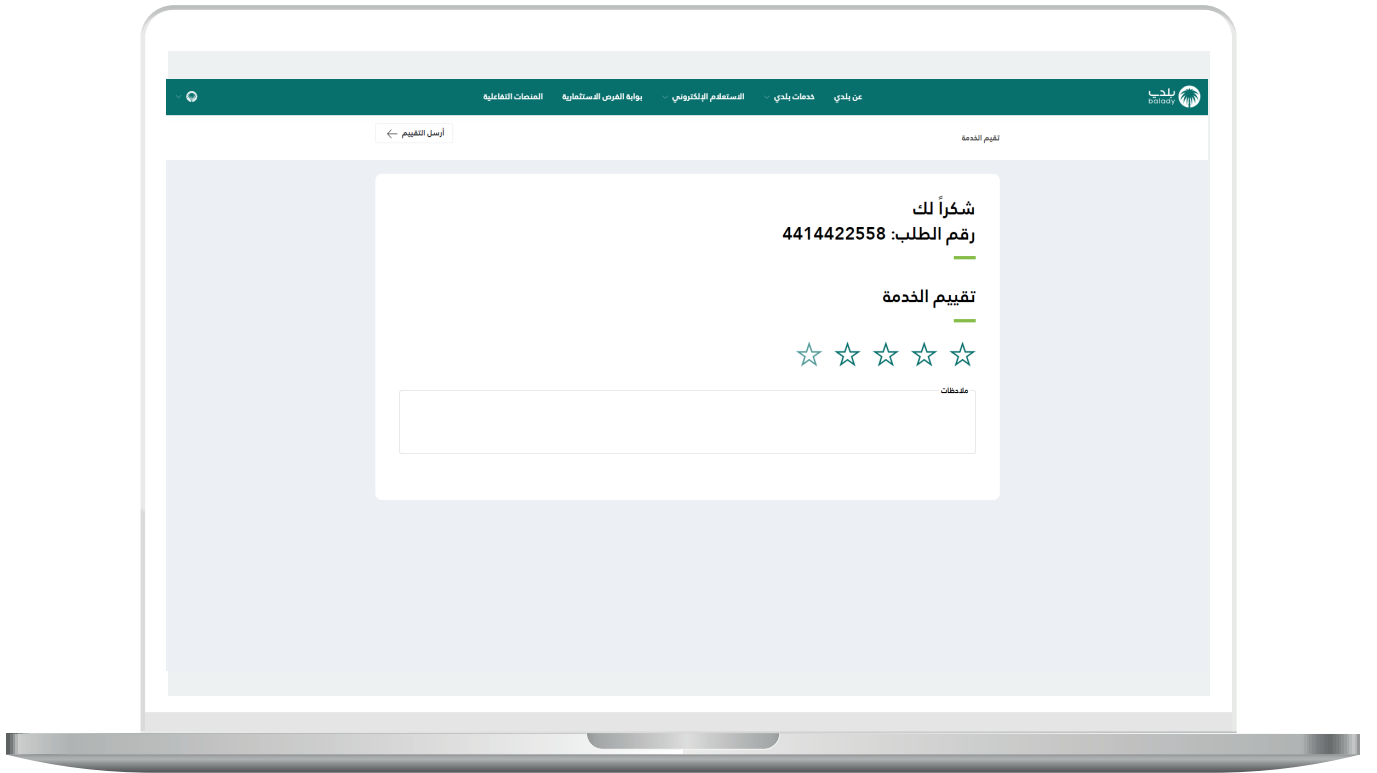 بلدي
balady
عن بلدي خدمات بلدي الاستعلام الإلكتروني بوابة الفرص الاستثمارية المنصات التفاعلية
تقيم الخدمة
أرسل التقييم
شكراً لك
رقم الطلب: 4414422558
تقييم الخدمة
ملاحظات